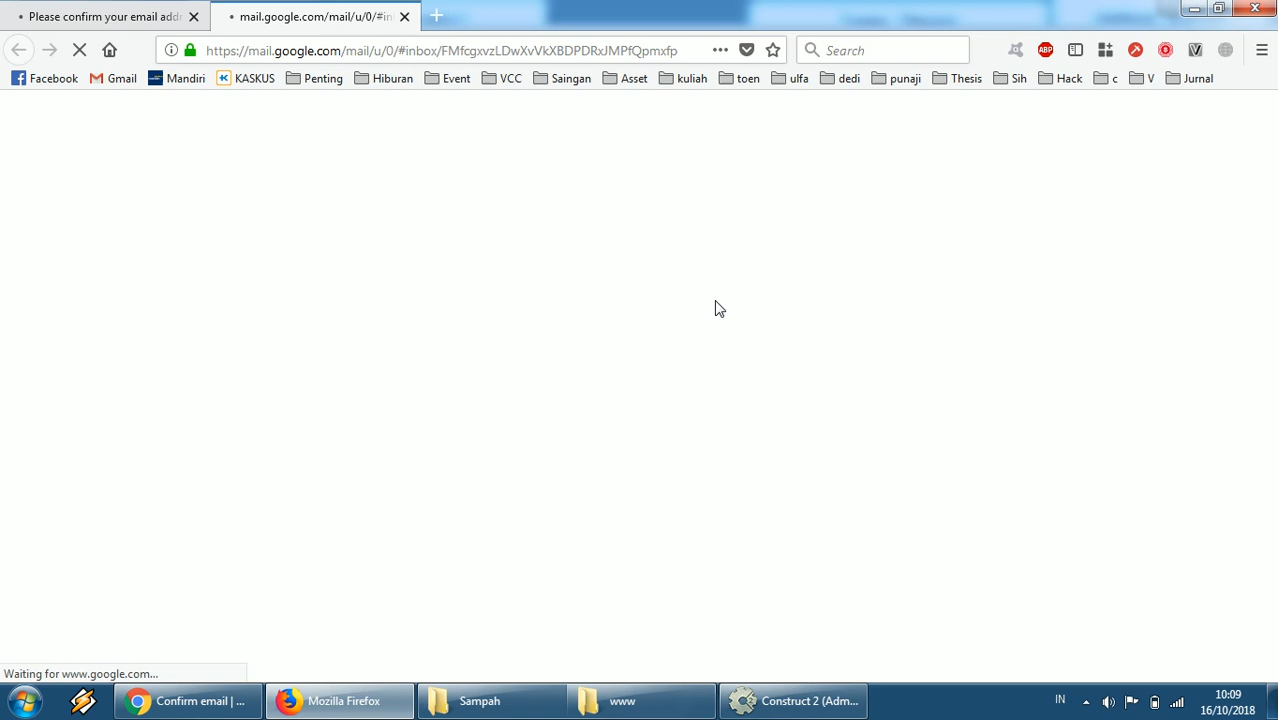 Please confirm your email addr
mail.google.com/mail/u/0/#in
https://mail.google.com/mail/u/0/#inbox/FMfcgxvzLDwXvVkXBDPDRxJMPfQpmxfp
Search
Facebook Gmail Mandiri KASKUS Penting Hiburan Event VCC Saingan Asset kuliah toen ulfa dedi punaji Thesis Sih Hack c V Jurnal
Waiting for www.google.com...
Confirm email | ... Mozilla Firefox Sampah www Construct 2 (Adm... IN 10:09
16/10/2018